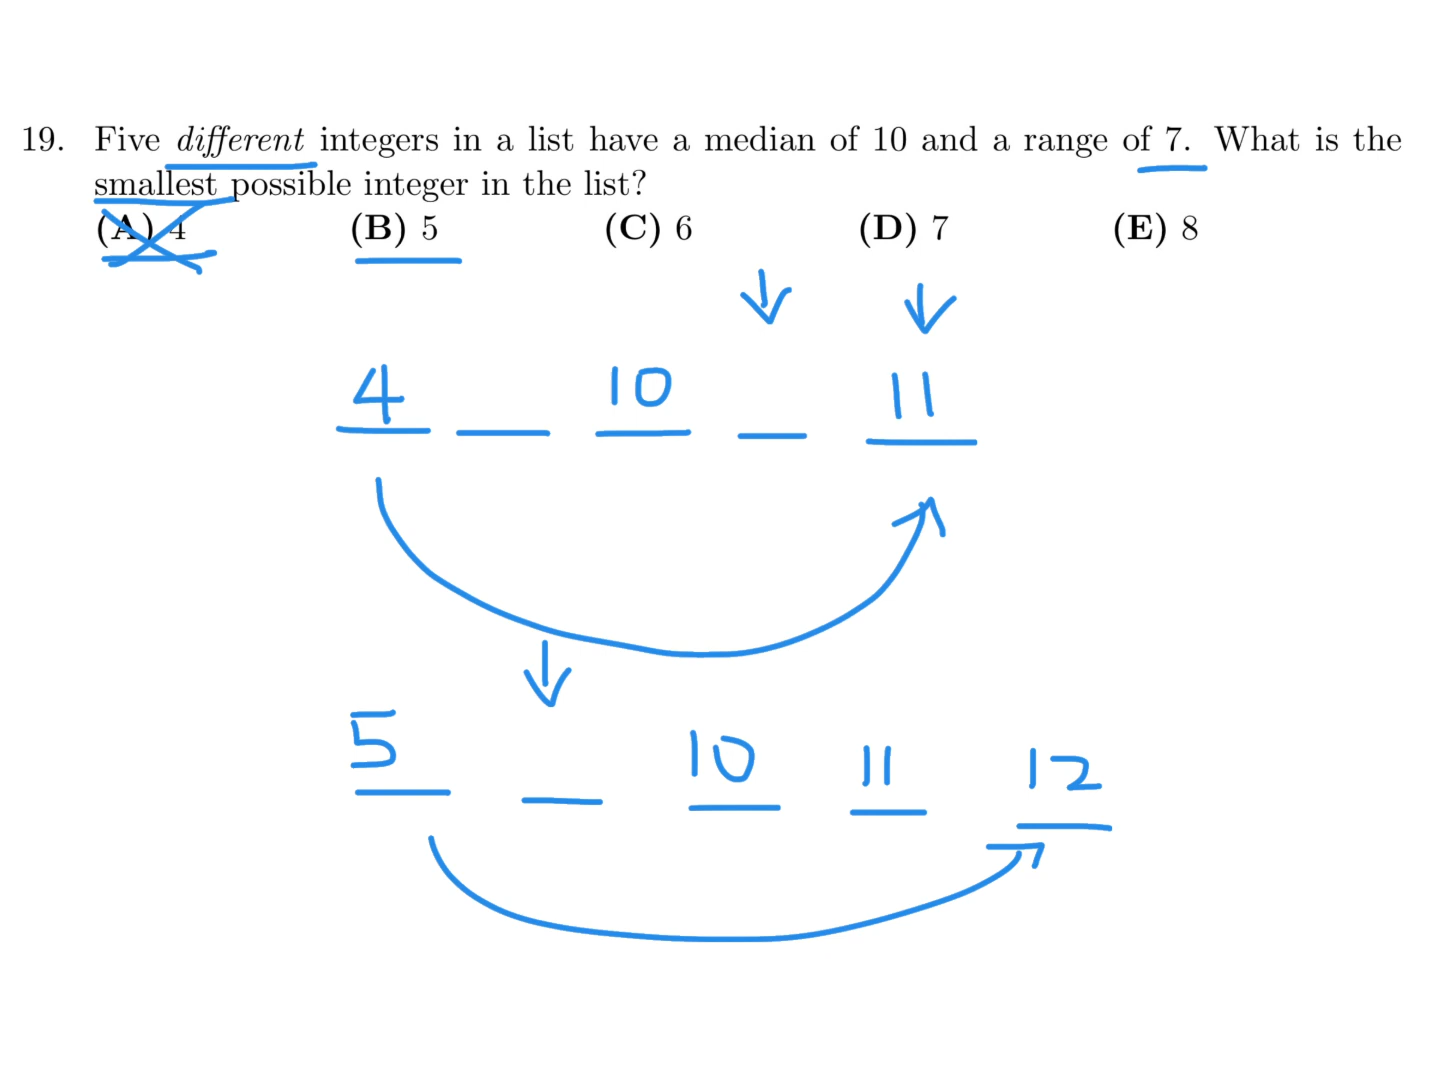 19. Five different integers in a list have a median of 10 and a range of 7. What is the
smallest possible integer in the list?
(A) 4 (B) 5 (C) 6 (D) 7 (E) 8
4 10 11
5 10 11 12